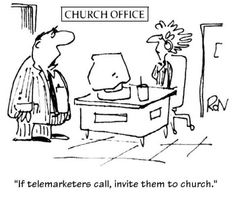 CHURCH OFFICE
RON
"If telemarketers call, invite them to church."